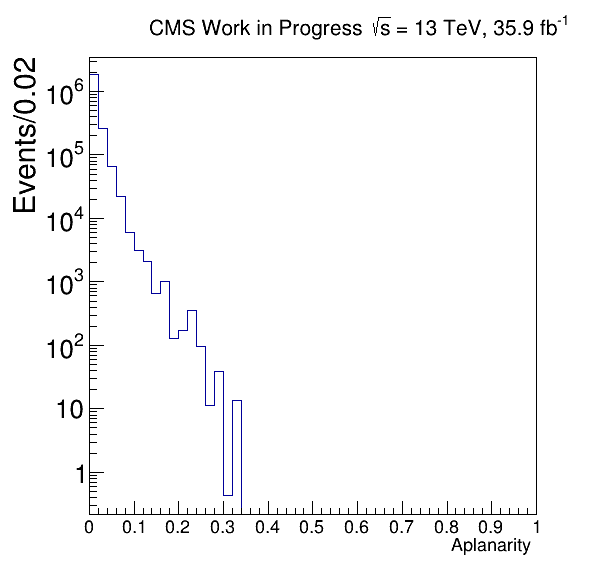 CMS Work in Progress √s = 13 TeV, 35.9 fb⁻¹
Events/0.02
10⁶
10⁵
10⁴
10³
10²
10
1
0 0.1 0.2 0.3 0.4 0.5 0.6 0.7 0.8 0.9 1
Aplanarity